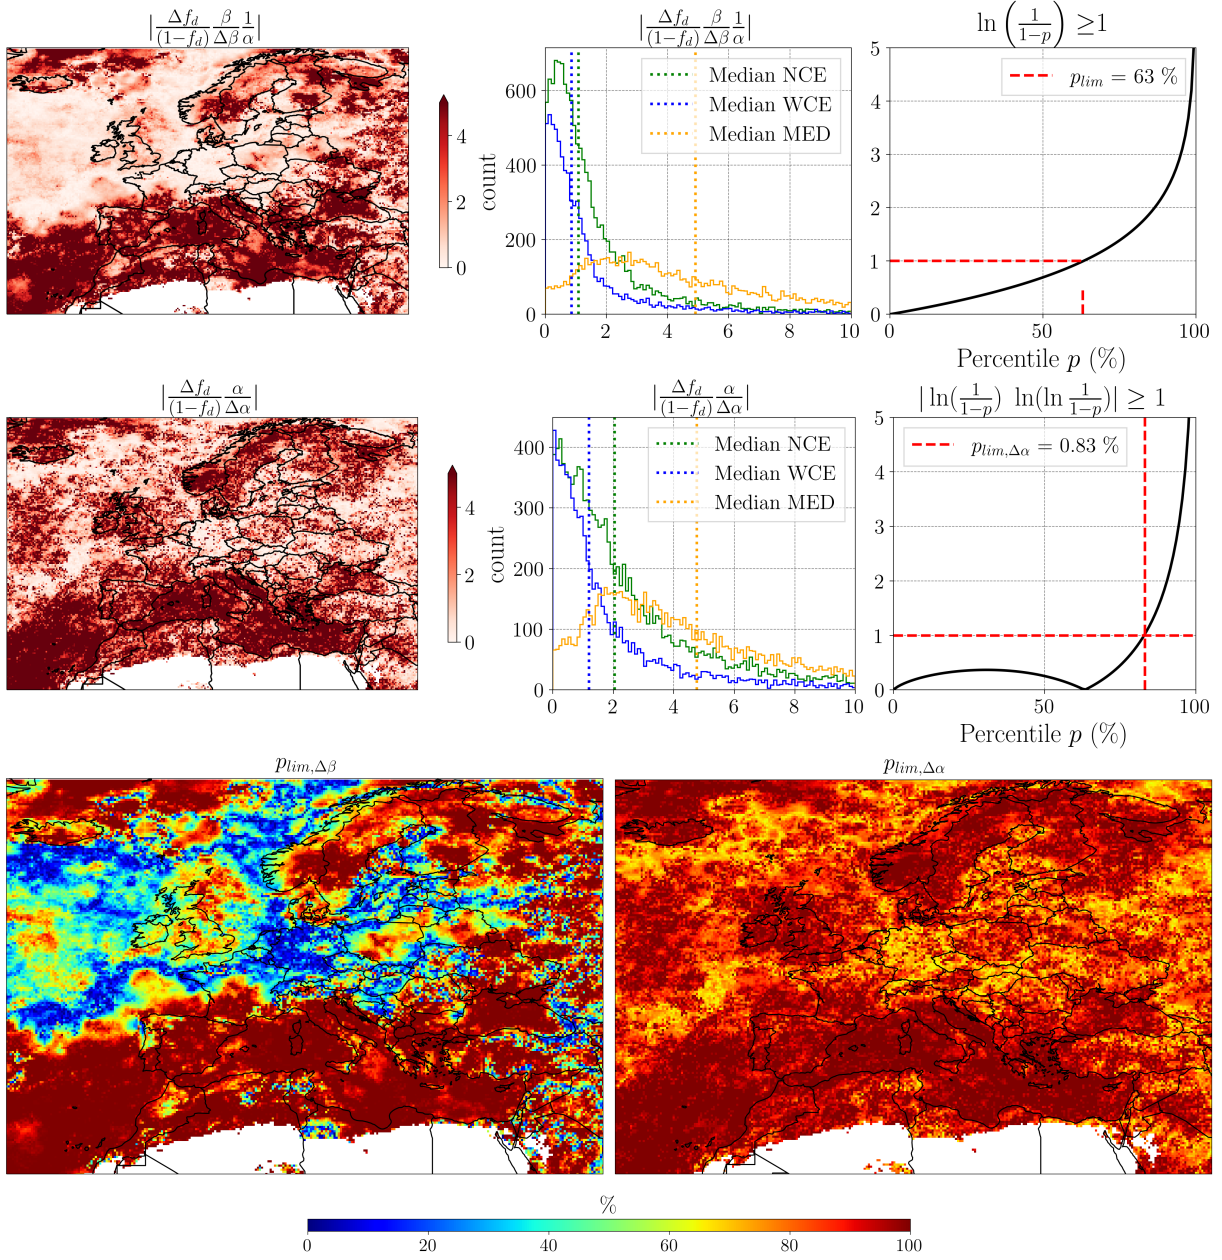 |Δf_d/(1−f_d) β/Δβ 1/α|
4
2
0
|Δf_d/(1−f_d) β/Δβ 1/α|
count
600
400
200
0
0 2 4 6 8 10
Median NCE
Median WCE
Median MED
ln(1/(1−p)) ≥1
5
4
3
2
1
0
0 50 100
Percentile p (%)
p_lim = 63 %
|Δf_d/(1−f_d) α/Δα|
4
2
0
|Δf_d/(1−f_d) α/Δα|
count
400
300
200
100
0
0 2 4 6 8 10
Median NCE
Median WCE
Median MED
|ln(1/(1−p)) ln(ln 1/(1−p))| ≥ 1
5
4
3
2
1
0
0 50 100
Percentile p (%)
p_lim,Δα = 0.83 %
p_lim,Δβ
p_lim,Δα
%
0 20 40 60 80 100